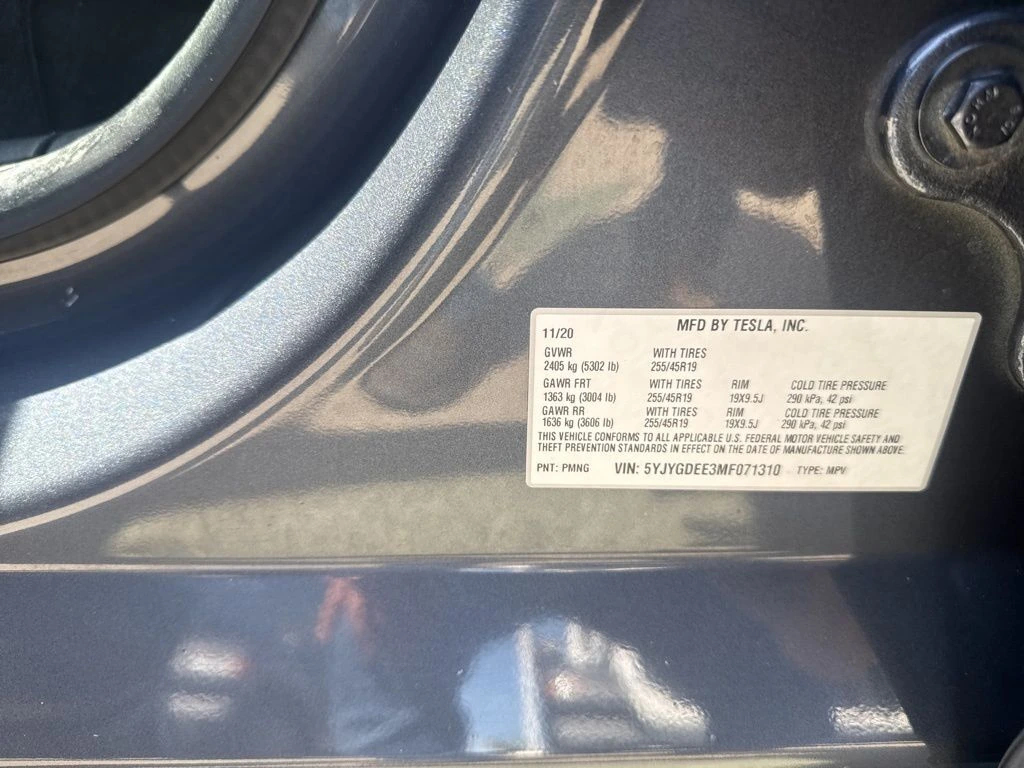 MFD BY TESLA, INC.
11/20
GVWR WITH TIRES
2405 kg (5302 lb) 255/45R19
GAWR FRT WITH TIRES RIM COLD TIRE PRESSURE
1363 kg (3004 lb) 255/45R19 19X9.5J 290 kPa, 42 psi
GAWR RR WITH TIRES RIM COLD TIRE PRESSURE
1636 kg (3606 lb) 255/45R19 19X9.5J 290 kPa, 42 psi
THIS VEHICLE CONFORMS TO ALL APPLICABLE U.S. FEDERAL MOTOR VEHICLE SAFETY AND
THEFT PREVENTION STANDARDS IN EFFECT ON THE DATE OF MANUFACTURE SHOWN ABOVE.
PNT: PMNG VIN: 5YJYGDEE3MF071310 TYPE: MPV